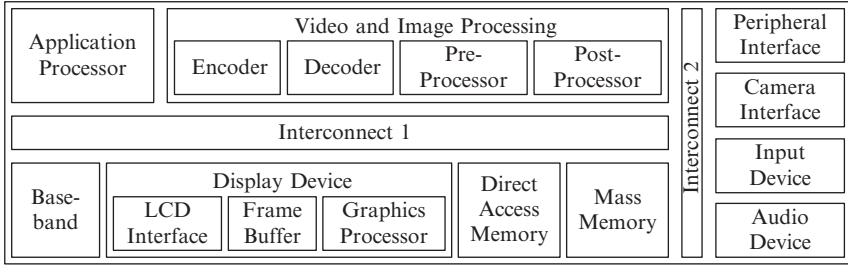 Application
Processor
Video and Image Processing
Encoder
Decoder
Pre-
Processor
Post-
Processor
Interconnect 1
Base-
band
Display Device
LCD
Interface
Frame
Buffer
Graphics
Processor
Direct
Access
Memory
Mass
Memory
Interconnect 2
Peripheral
Interface
Camera
Interface
Input
Device
Audio
Device